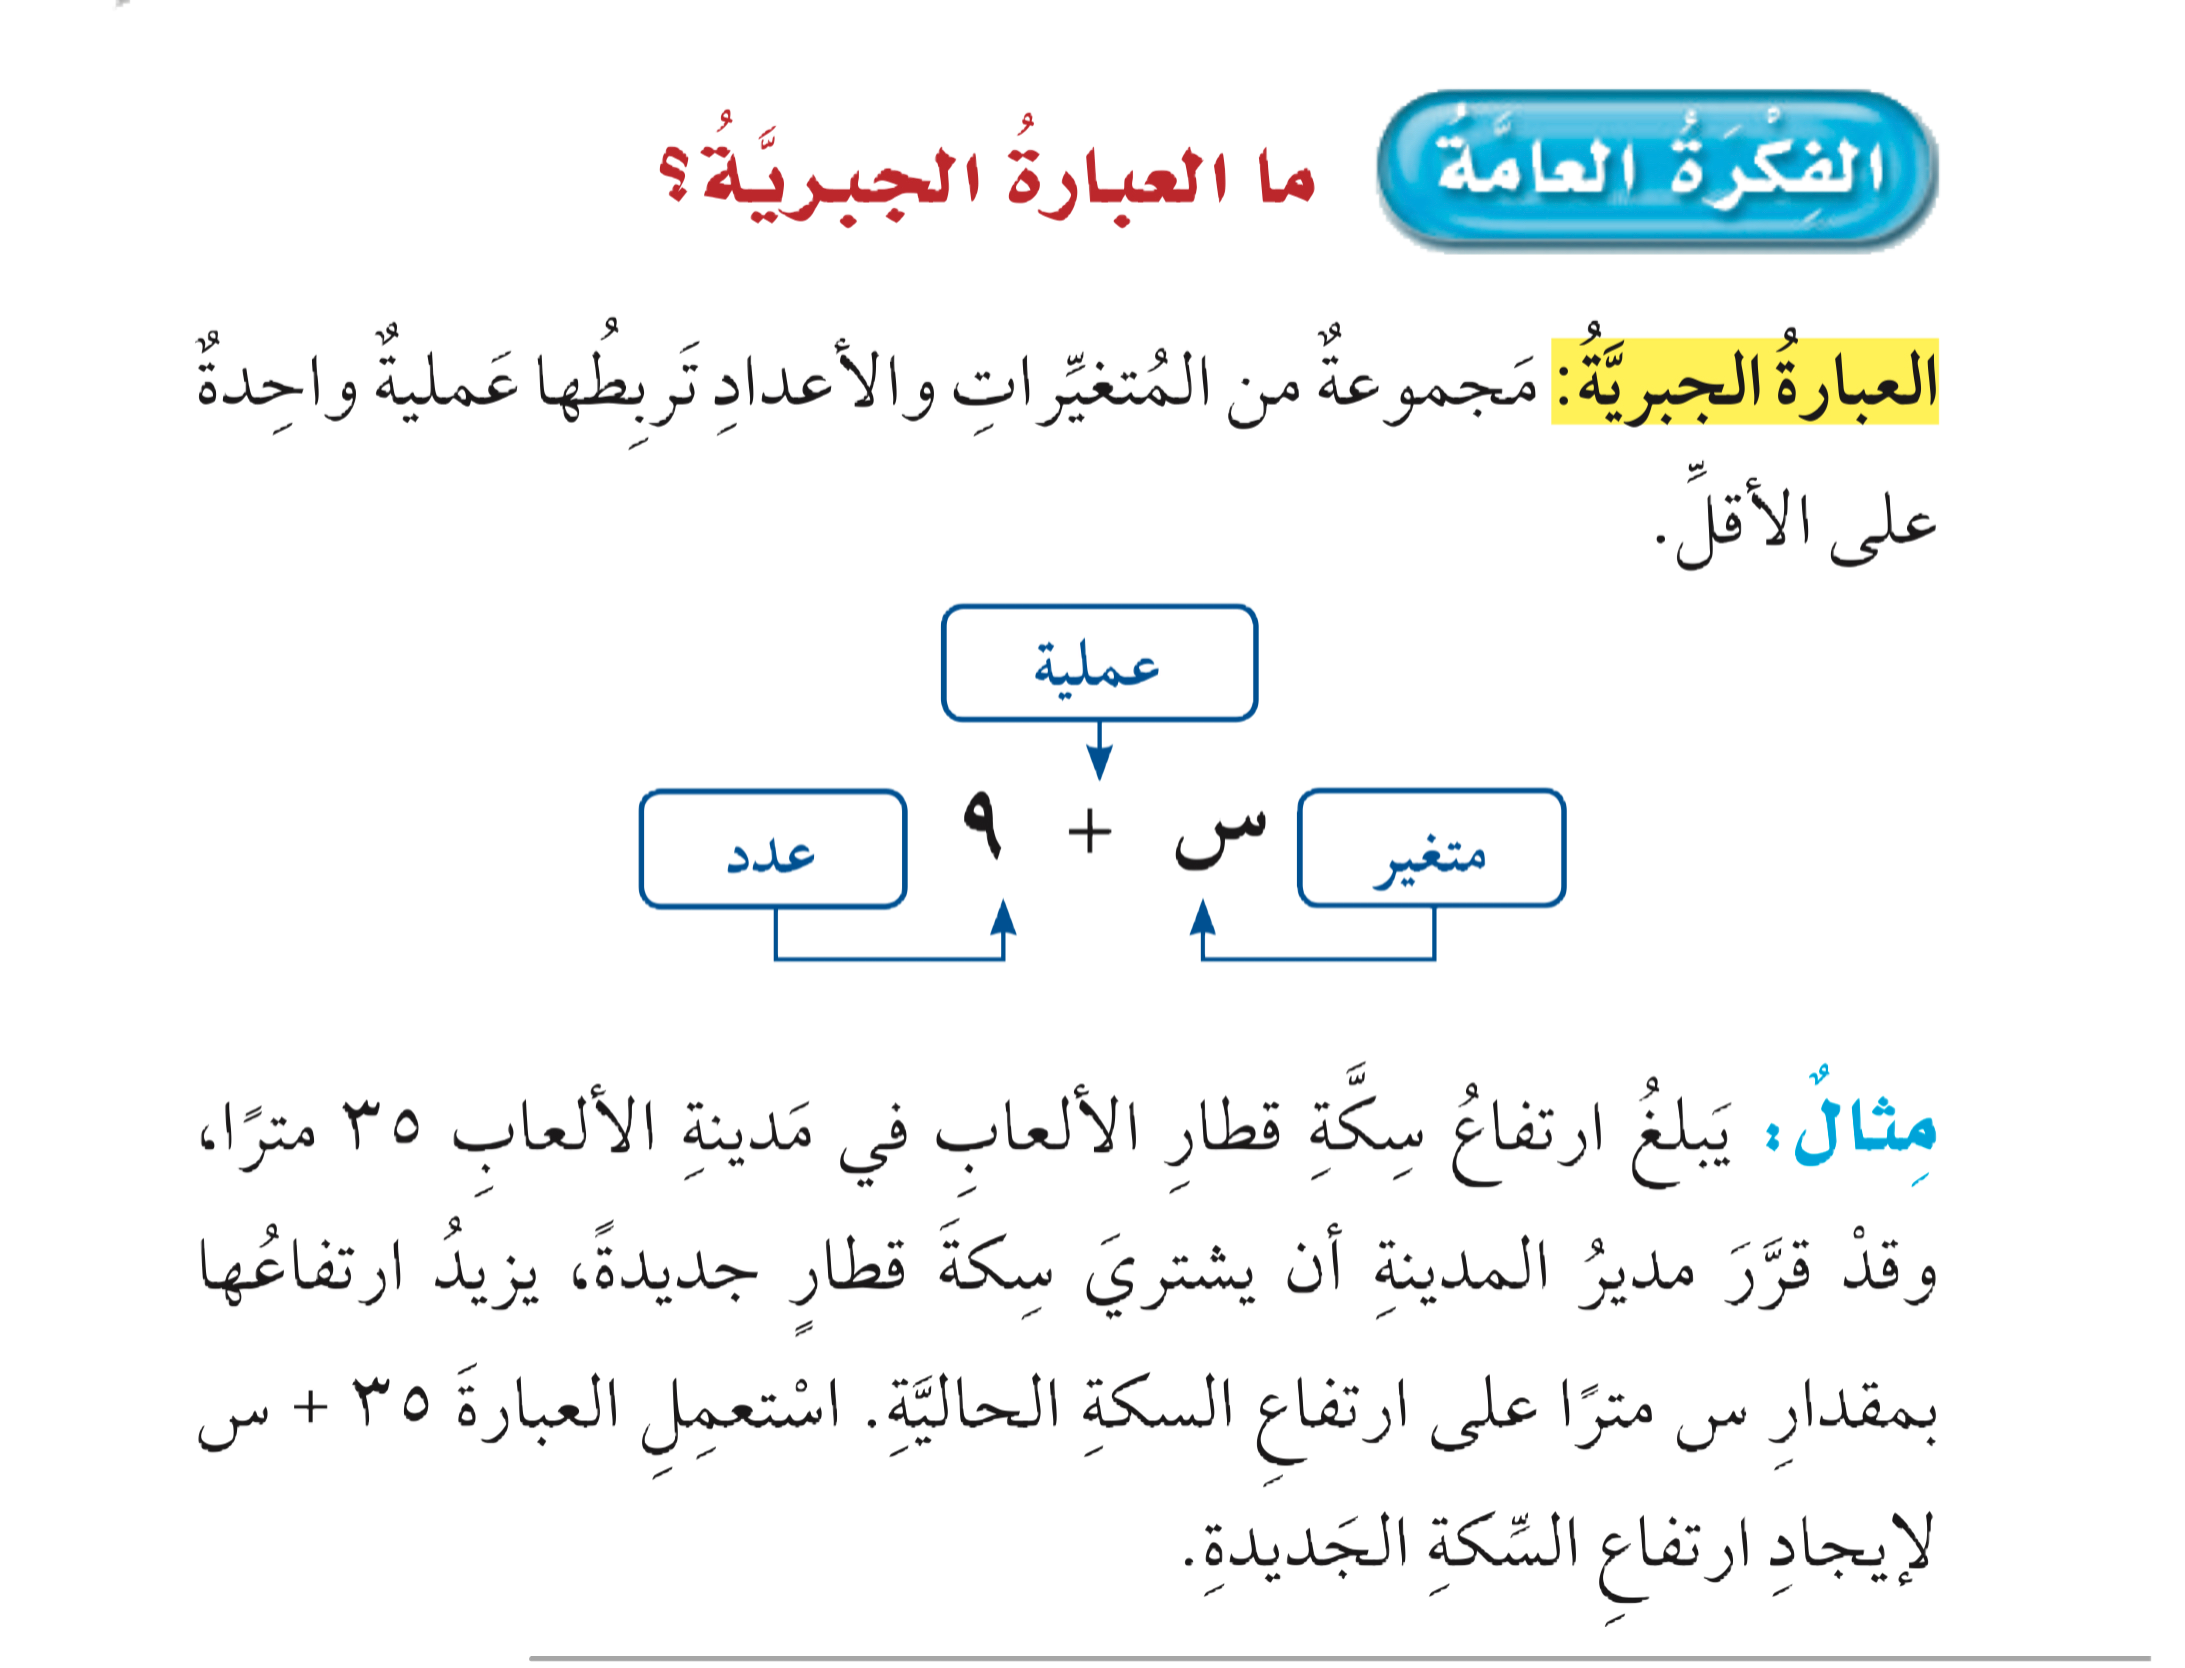 الفِكْرَةُ العامَّةُ ما العبارةُ الجبريَّةُ؟
العبارةُ الجبريَّةُ: مَجموعةٌ من المُتغيِّراتِ والأعدادِ تَربِطُها عَمليةٌ واحِدةٌ
على الأقلِّ.
عملية
متغير س + ٩ عدد
مِثالٌ: يَبلغُ ارتفاعُ سِكَّةِ قطارِ الألعابِ في مَدينةِ الألعابِ ٣٥ مترًا،
وقدْ قرَّرَ مديرُ المدينةِ أن يشتريَ سِكةَ قطارٍ جديدةً، يزيدُ ارتفاعُها
بمقدارِ س مترًا على ارتفاعِ السكةِ الحاليَّةِ. اسْتعمِلِ العبارةَ ٣٥ + س
لإيجادِ ارتفاعِ السِّكةِ الجَديدةِ.